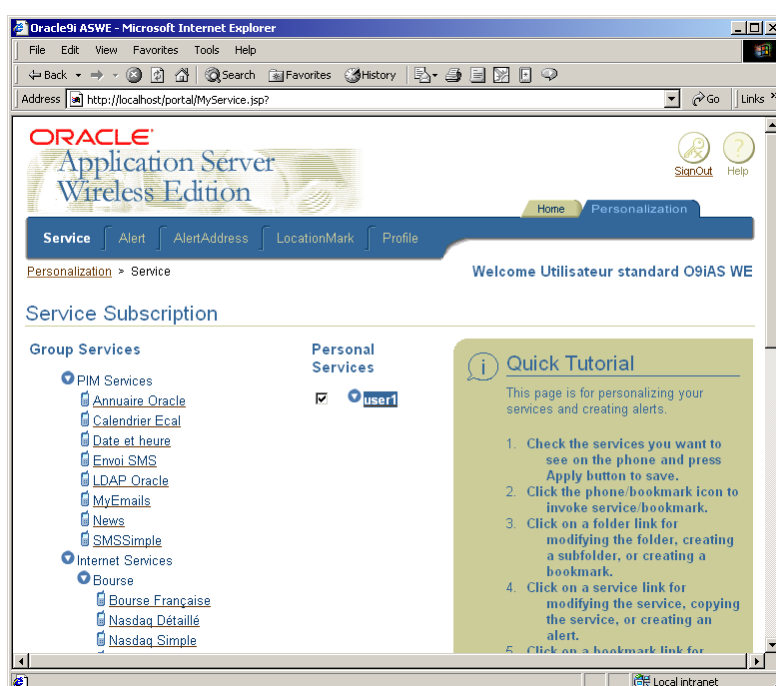 Oracle9i ASWE - Microsoft Internet Explorer
File Edit View Favorites Tools Help
Back Search Favorites History
Address http://localhost/portal/MyService.jsp? Go Links
ORACLE
Application Server
Wireless Edition
SignOut Help
Home Personalization
Service Alert AlertAddress LocationMark Profile
Personalization > Service
Welcome Utilisateur standard O9iAS WE
Service Subscription
Group Services
PIM Services
Annuaire Oracle
Calendrier Ecal
Date et heure
Envoi SMS
LDAP Oracle
MyEmails
News
SMSSimple
Internet Services
Bourse
Bourse Française
Nasdaq Détaillé
Nasdaq Simple
Personal
Services
user1
Quick Tutorial
This page is for personalizing your
services and creating alerts.
1. Check the services you want to
see on the phone and press
Apply button to save.
2. Click the phone/bookmark icon to
invoke service/bookmark.
3. Click on a folder link for
modifying the folder, creating
a subfolder, or creating a
bookmark.
4. Click on a service link for
modifying the service, copying
the service, or creating an
alert.
5. Click on a bookmark link for
Local intranet